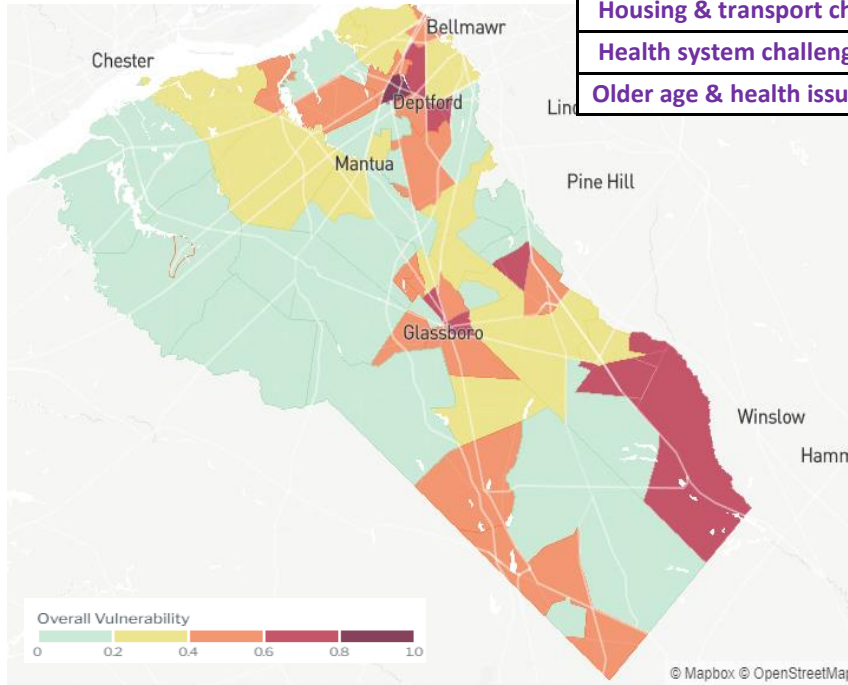 Housing & transport ch
Health system challeng
Older age & health issu
Bellmawr
Chester
Deptford
Lin
Mantua
Pine Hill
Glassboro
Winslow
Hamm
Overall Vulnerability
0 0.2 0.4 0.6 0.8 1.0
© Mapbox © OpenStreetMap